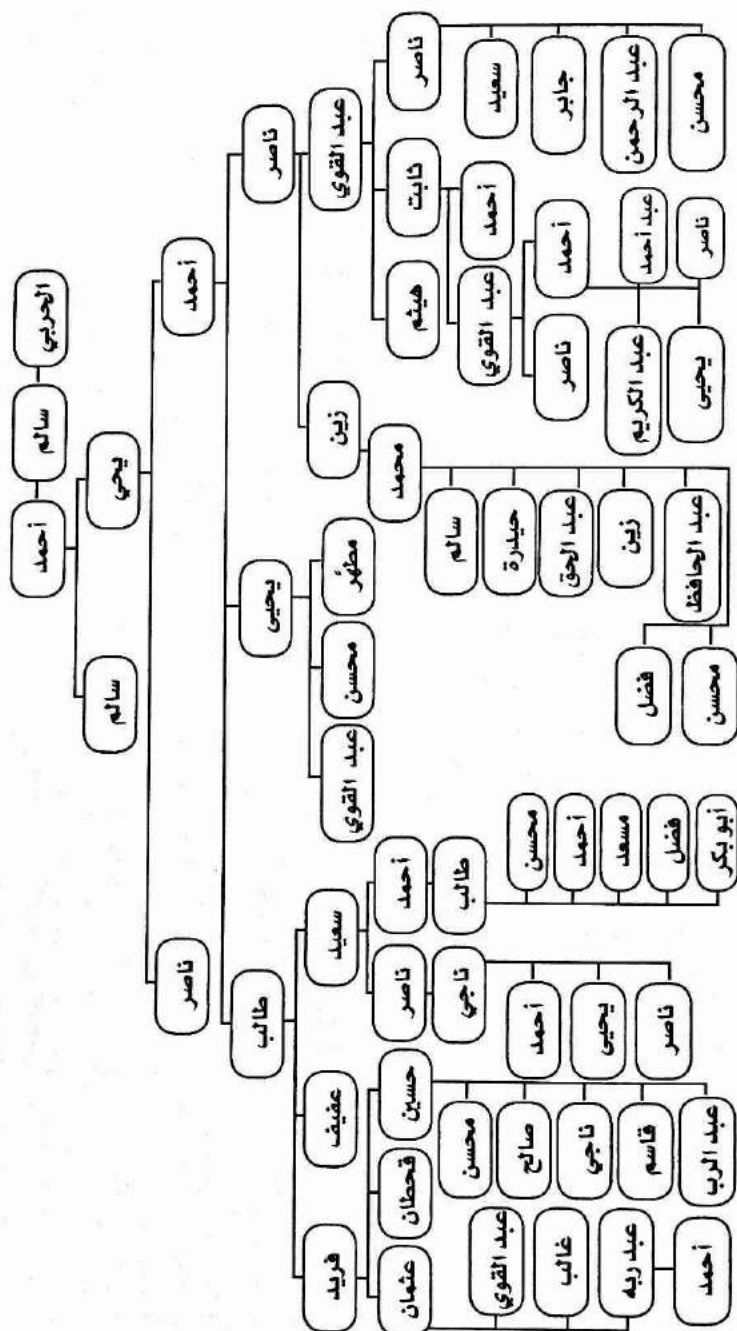 الحربي
سالم
أحمد
يحي
سالم
أحمد
ناصر
ناصر
يحيى
طالب
عبد القوي
زين
مطهر
محسن
عبد القوي
سعيد
عفيف
فريد
ناصر
ثابت
هيثم
محمد
أحمد
ناصر
حسين
قحطان
عثمان
سعيد
جابر
عبد الرحمن
محسن
أحمد
عبد القوي
أحمد
ناصر
عبد أحمد
ناصر
عبد الكريم
يحيى
سالم
حيدرة
عبد الحق
زين
عبد الحافظ
فضل
محسن
طالب
محسن
أحمد
مسعد
فضل
أبو بكر
ناجي
أحمد
يحيى
ناصر
محسن
صالح
ناجي
قاسم
عبد الرب
عبد القوي
غالب
عبد ربه
أحمد